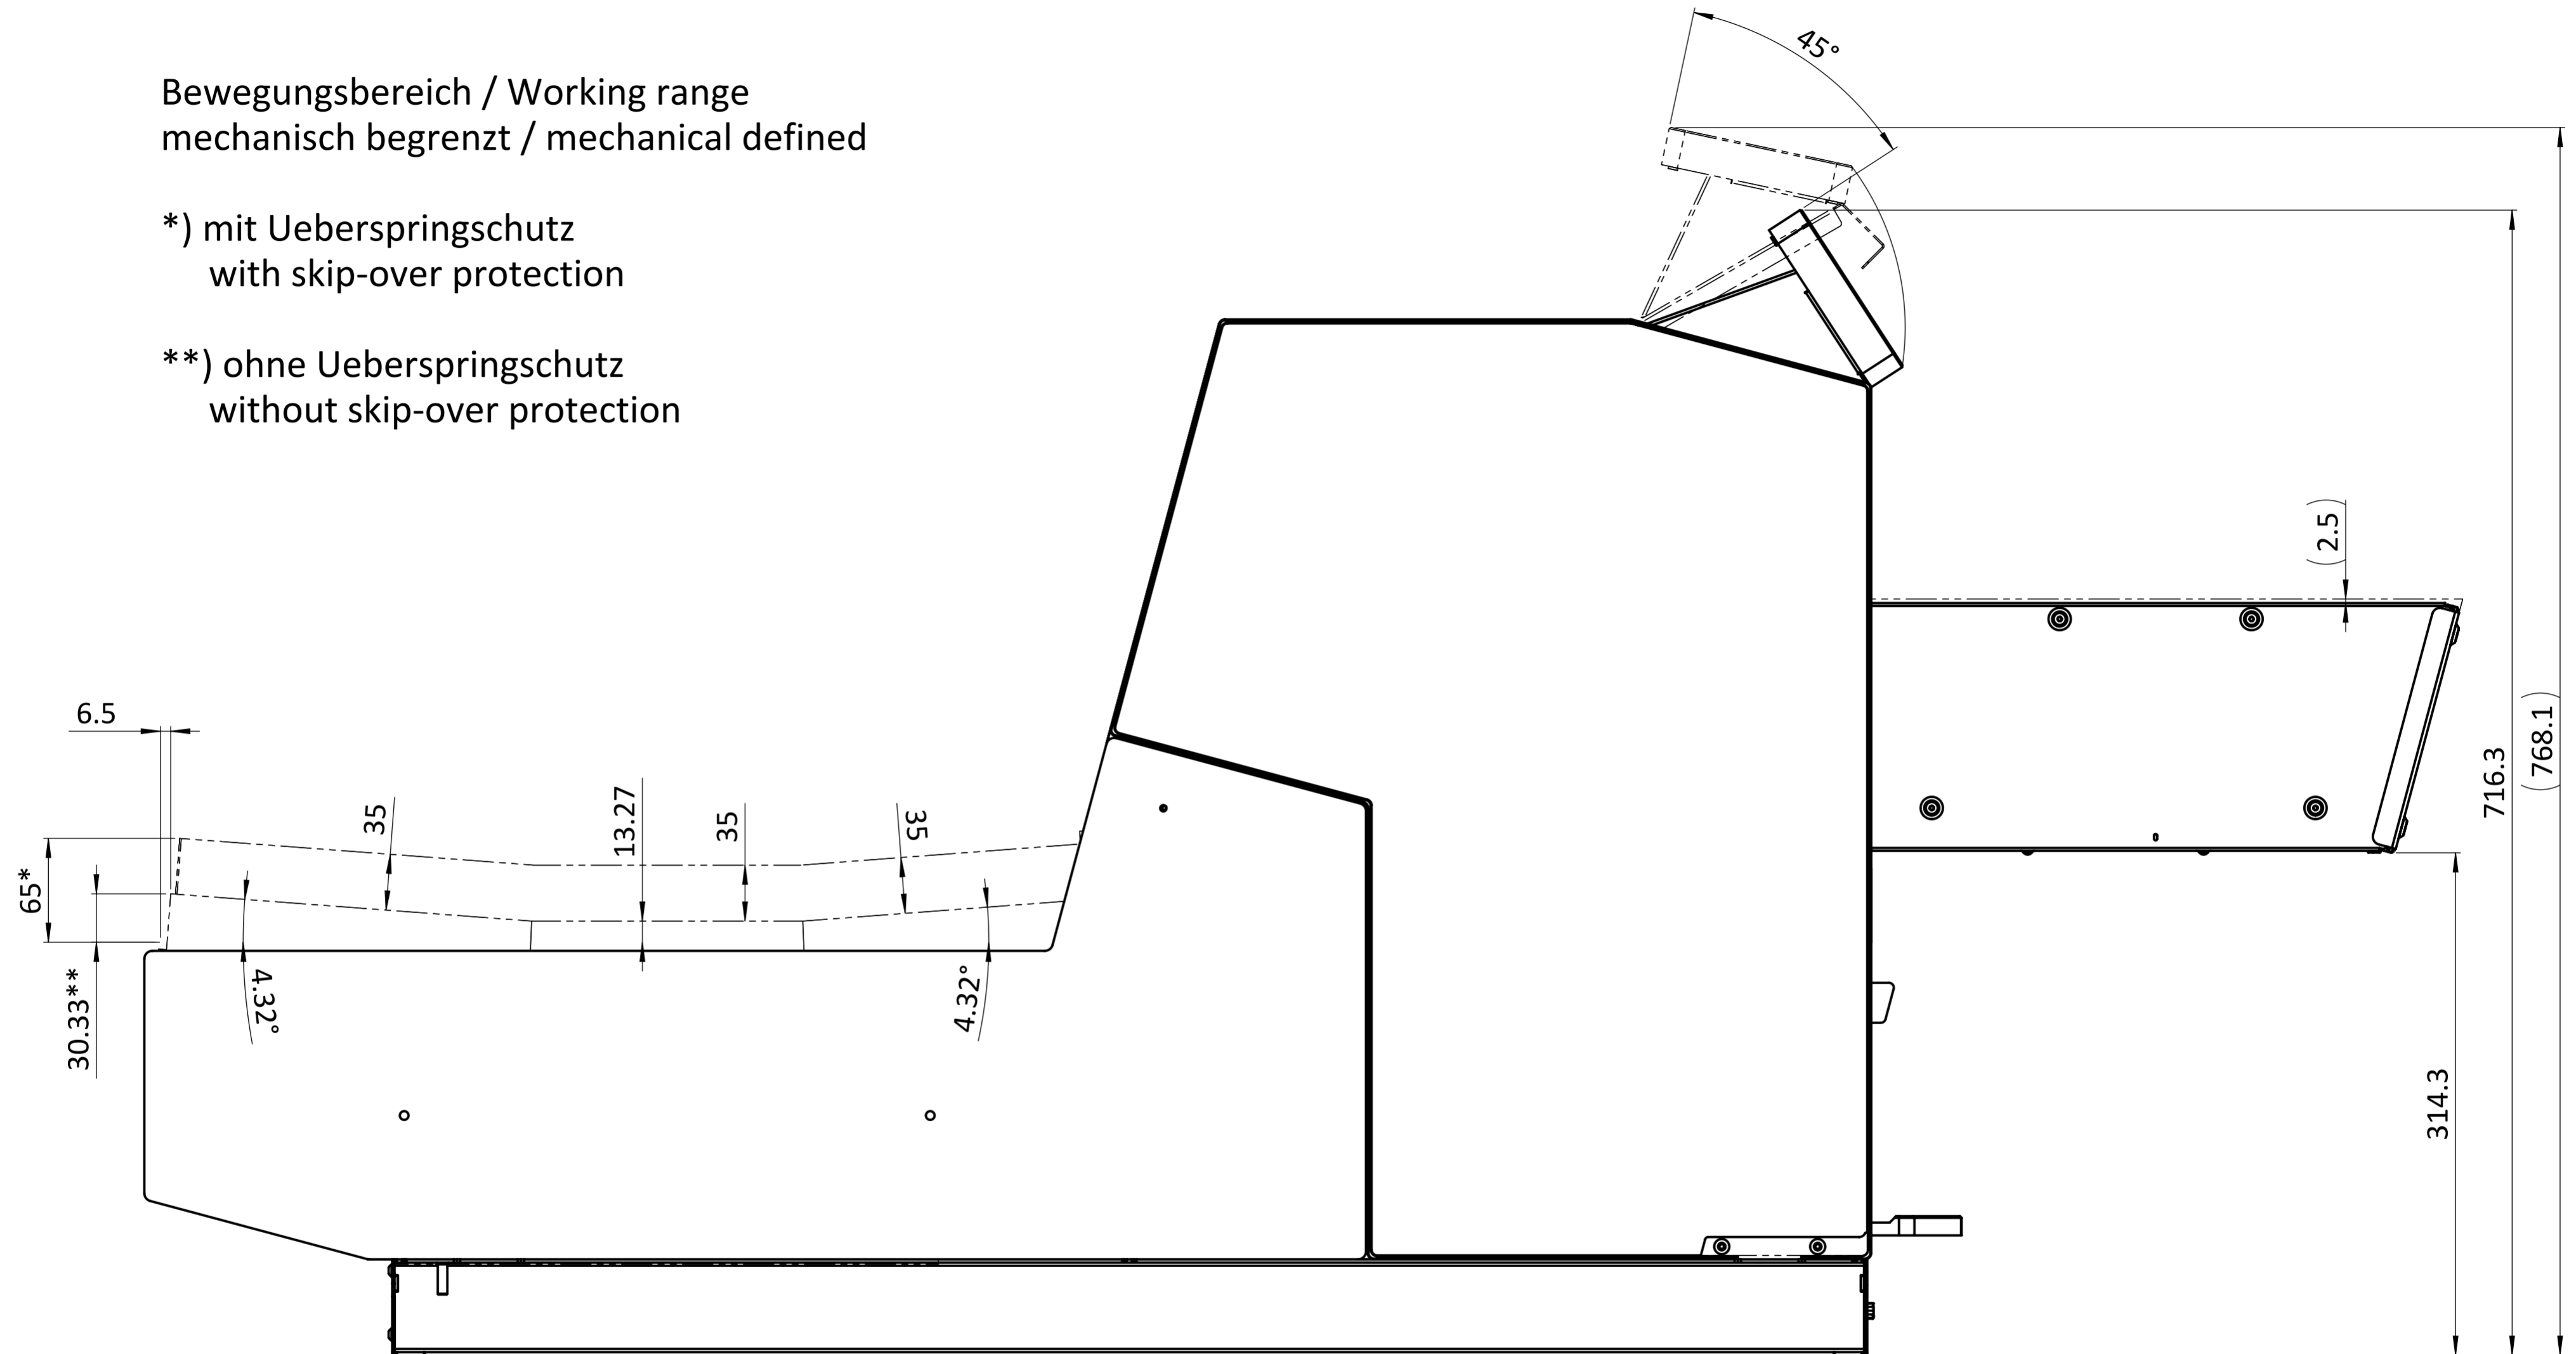 45°
Bewegungsbereich / Working range
mechanisch begrenzt / mechanical defined
*) mit Ueberspringschutz
with skip-over protection
**) ohne Ueberspringschutz
without skip-over protection
(2.5)
6.5
716.3
(768.1)
35
13.27
35
35
65*
30.33**
4.32°
4.32°
314.3